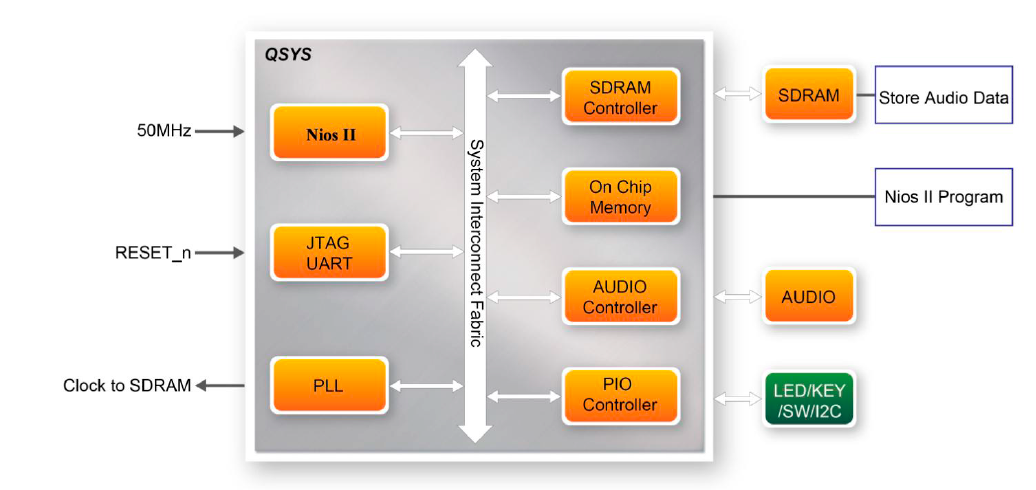 QSYS
50MHz
Nios II
RESET_n
JTAG
UART
Clock to SDRAM
PLL
System Interconnect Fabric
SDRAM
Controller
On Chip
Memory
AUDIO
Controller
PIO
Controller
SDRAM
Store Audio Data
Nios II Program
AUDIO
LED/KEY
/SW/I2C